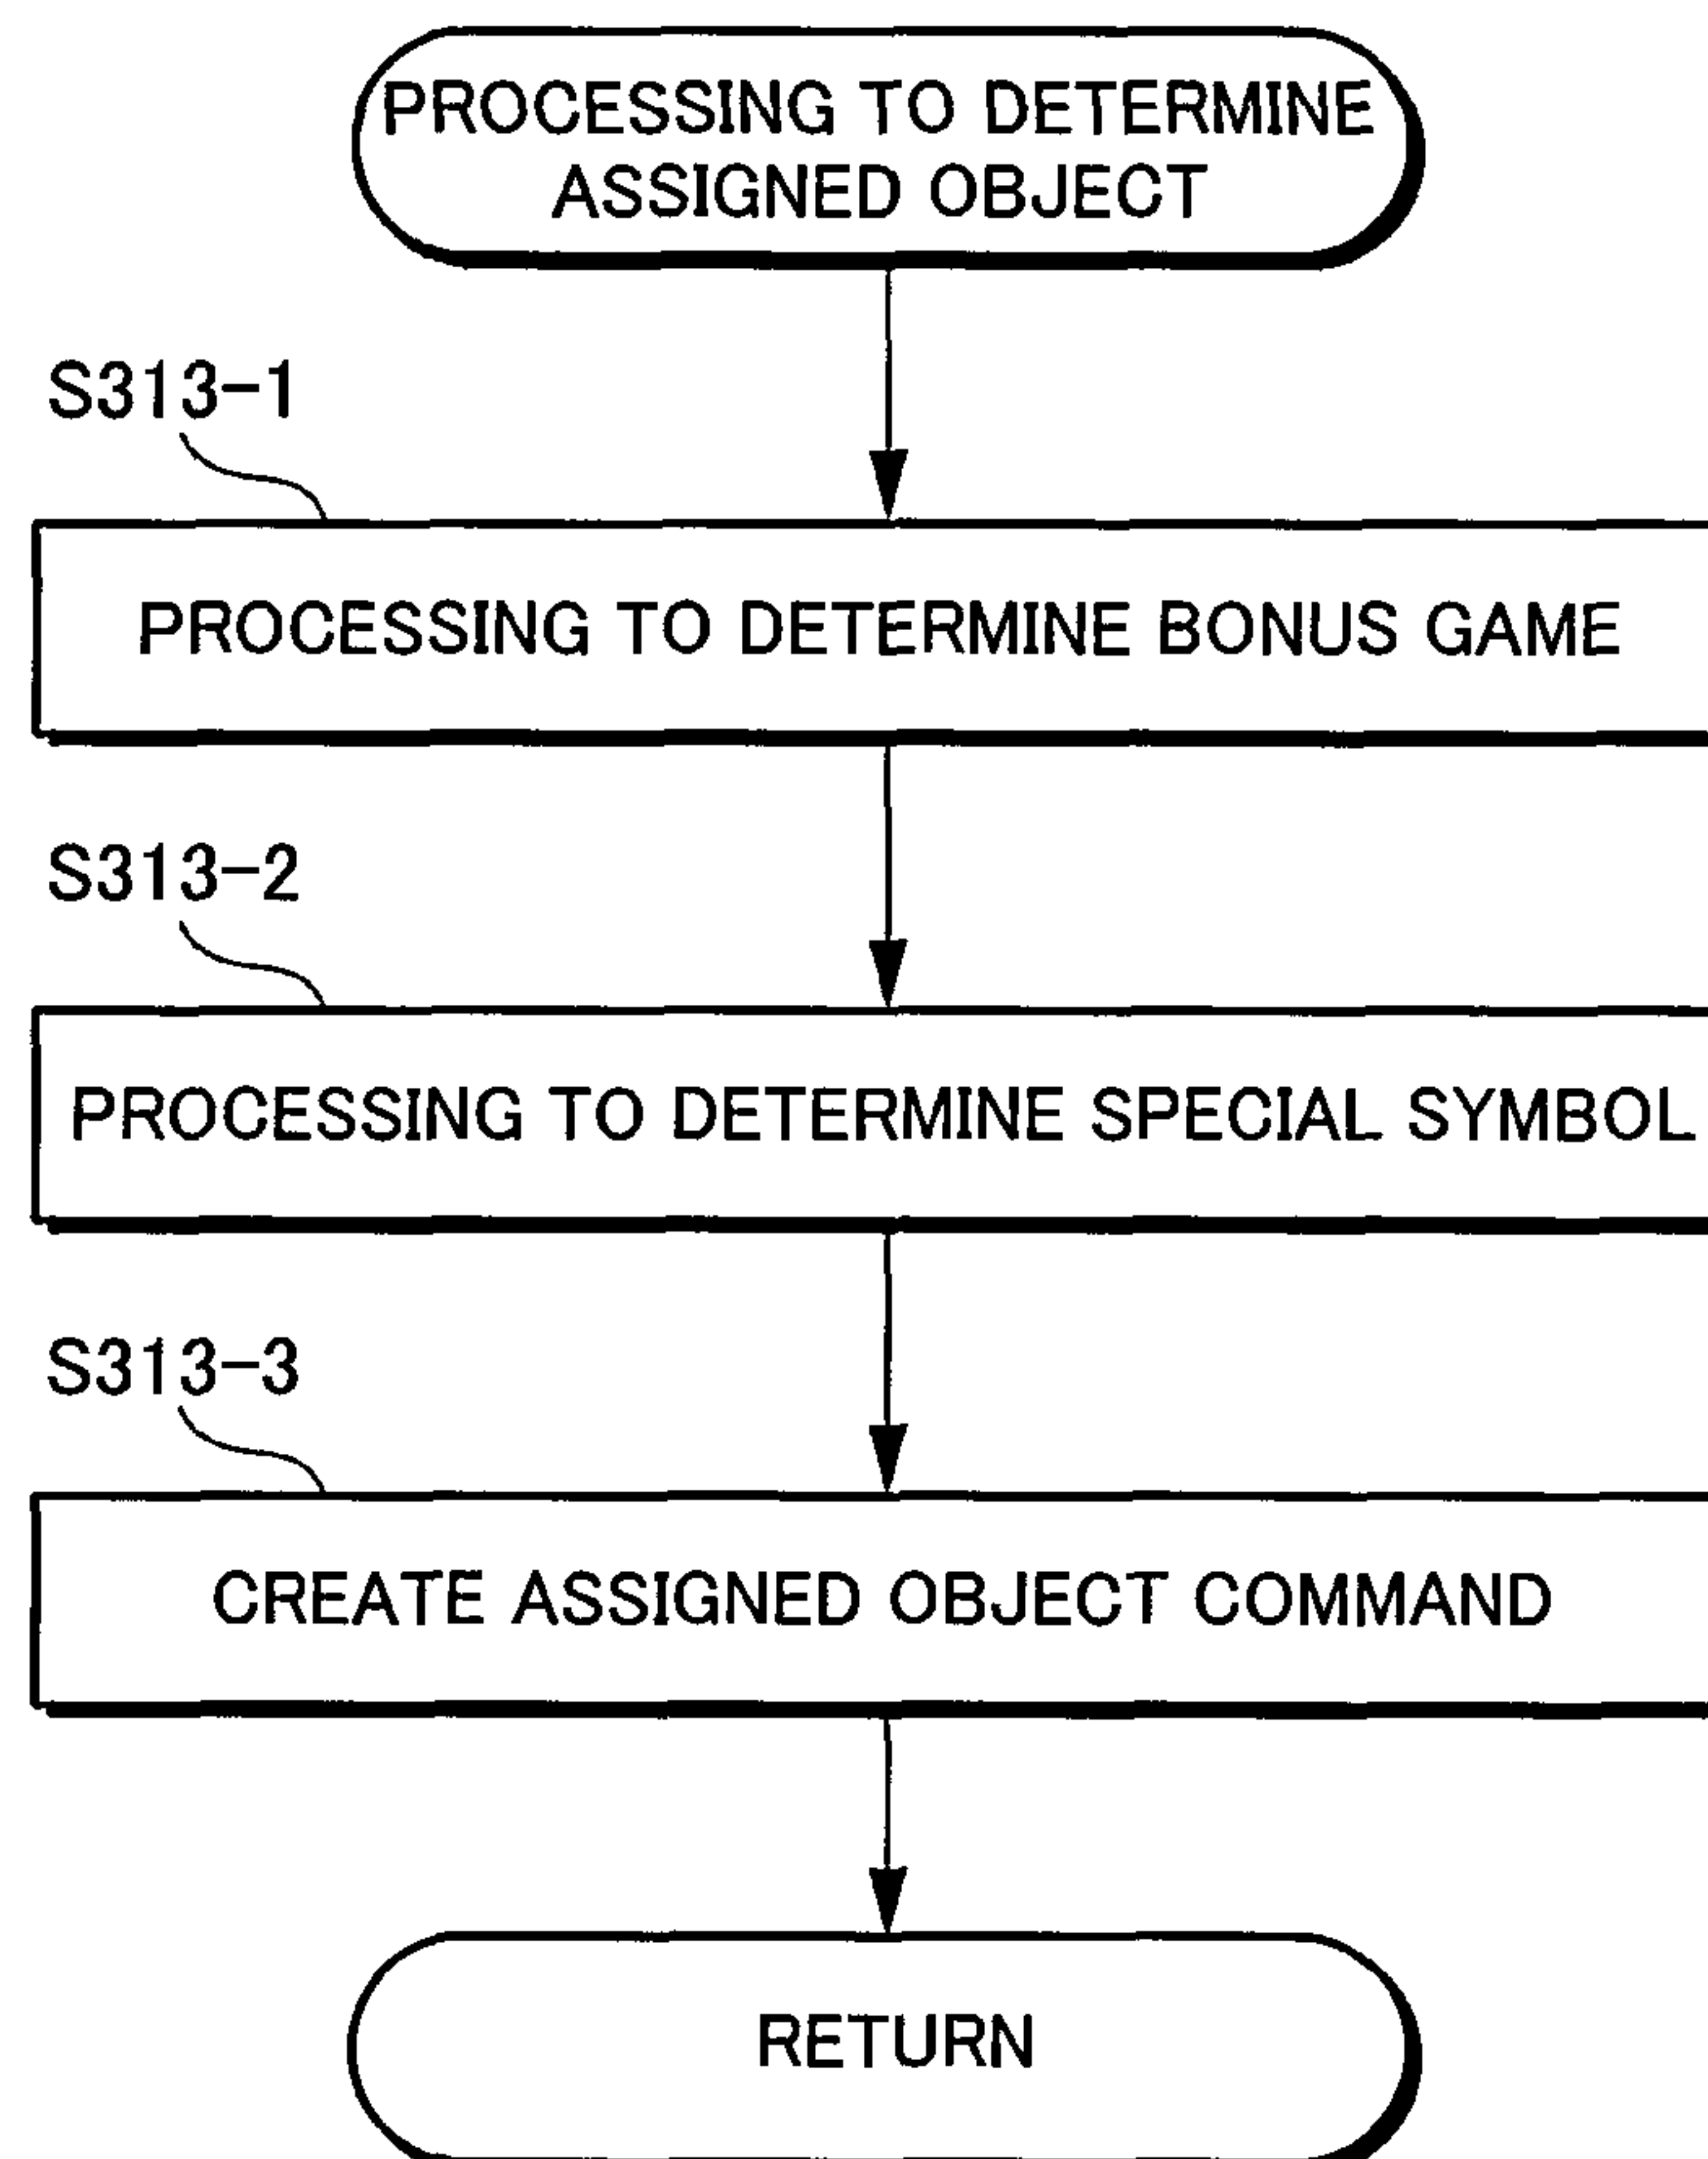 PROCESSING TO DETERMINE
ASSIGNED OBJECT
S313-1
PROCESSING TO DETERMINE BONUS GAME
S313-2
PROCESSING TO DETERMINE SPECIAL SYMBOL
S313-3
CREATE ASSIGNED OBJECT COMMAND
RETURN